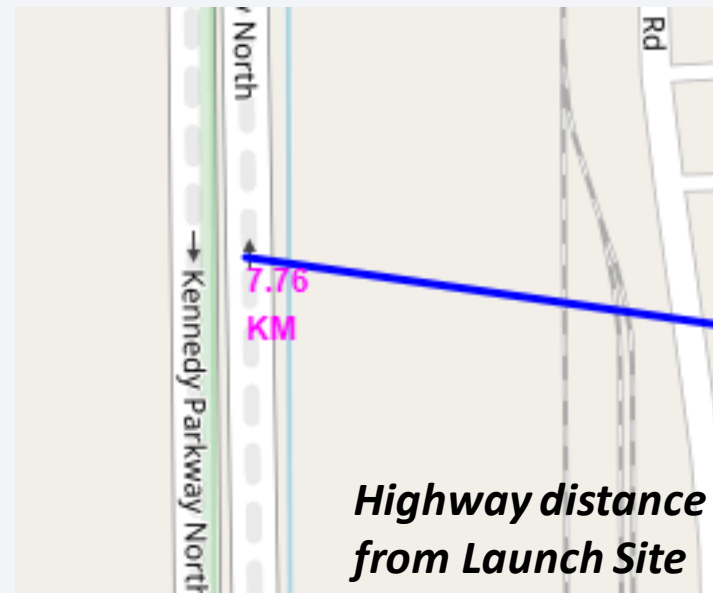 y North
Rd
→ Kennedy Parkway North
7.76
KM
Highway distance
from Launch Site